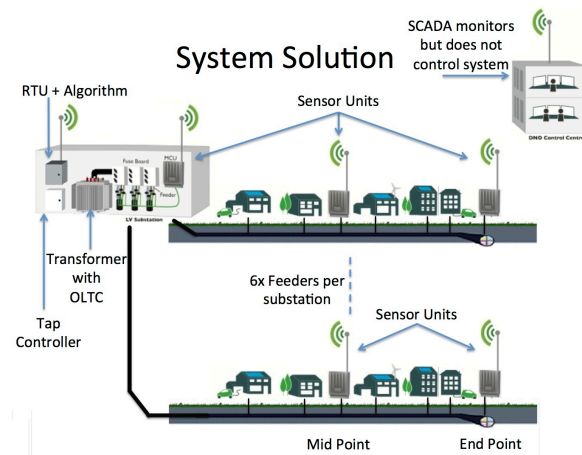 System Solution
SCADA monitors
but does not
control system
RTU + Algorithm
Sensor Units
DNO Control Centre
Fuse Board
MCU
Feeder
LV Substation
Transformer
with
OLTC
6x Feeders per
substation
Tap
Controller
Sensor Units
Mid Point
End Point